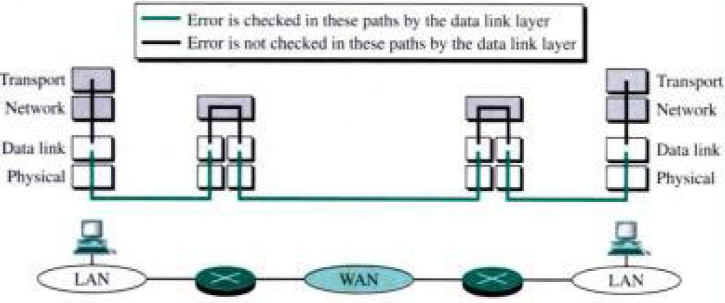 Error is checked in these paths by the data link layer
Error is not checked in these paths by the data link layer
Transport
Network
Data link
Physical
Transport
Network
Data link
Physical
LAN
WAN
LAN